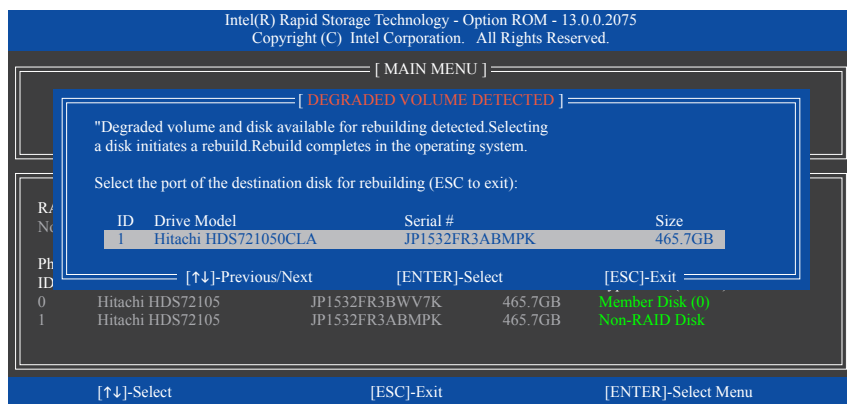 Intel(R) Rapid Storage Technology - Option ROM - 13.0.0.2075
Copyright (C) Intel Corporation. All Rights Reserved.
[ MAIN MENU ]
[ DEGRADED VOLUME DETECTED ]
"Degraded volume and disk available for rebuilding detected.Selecting
a disk initiates a rebuild.Rebuild completes in the operating system.
Select the port of the destination disk for rebuilding (ESC to exit):
ID Drive Model Serial # Size
1 Hitachi HDS721050CLA JP1532FR3ABMPK 465.7GB
[↑↓]-Previous/Next [ENTER]-Select [ESC]-Exit
ID
0 Hitachi HDS72105 JP1532FR3BWV7K 465.7GB Member Disk (0)
1 Hitachi HDS72105 JP1532FR3ABMPK 465.7GB Non-RAID Disk
[↑↓]-Select [ESC]-Exit [ENTER]-Select Menu